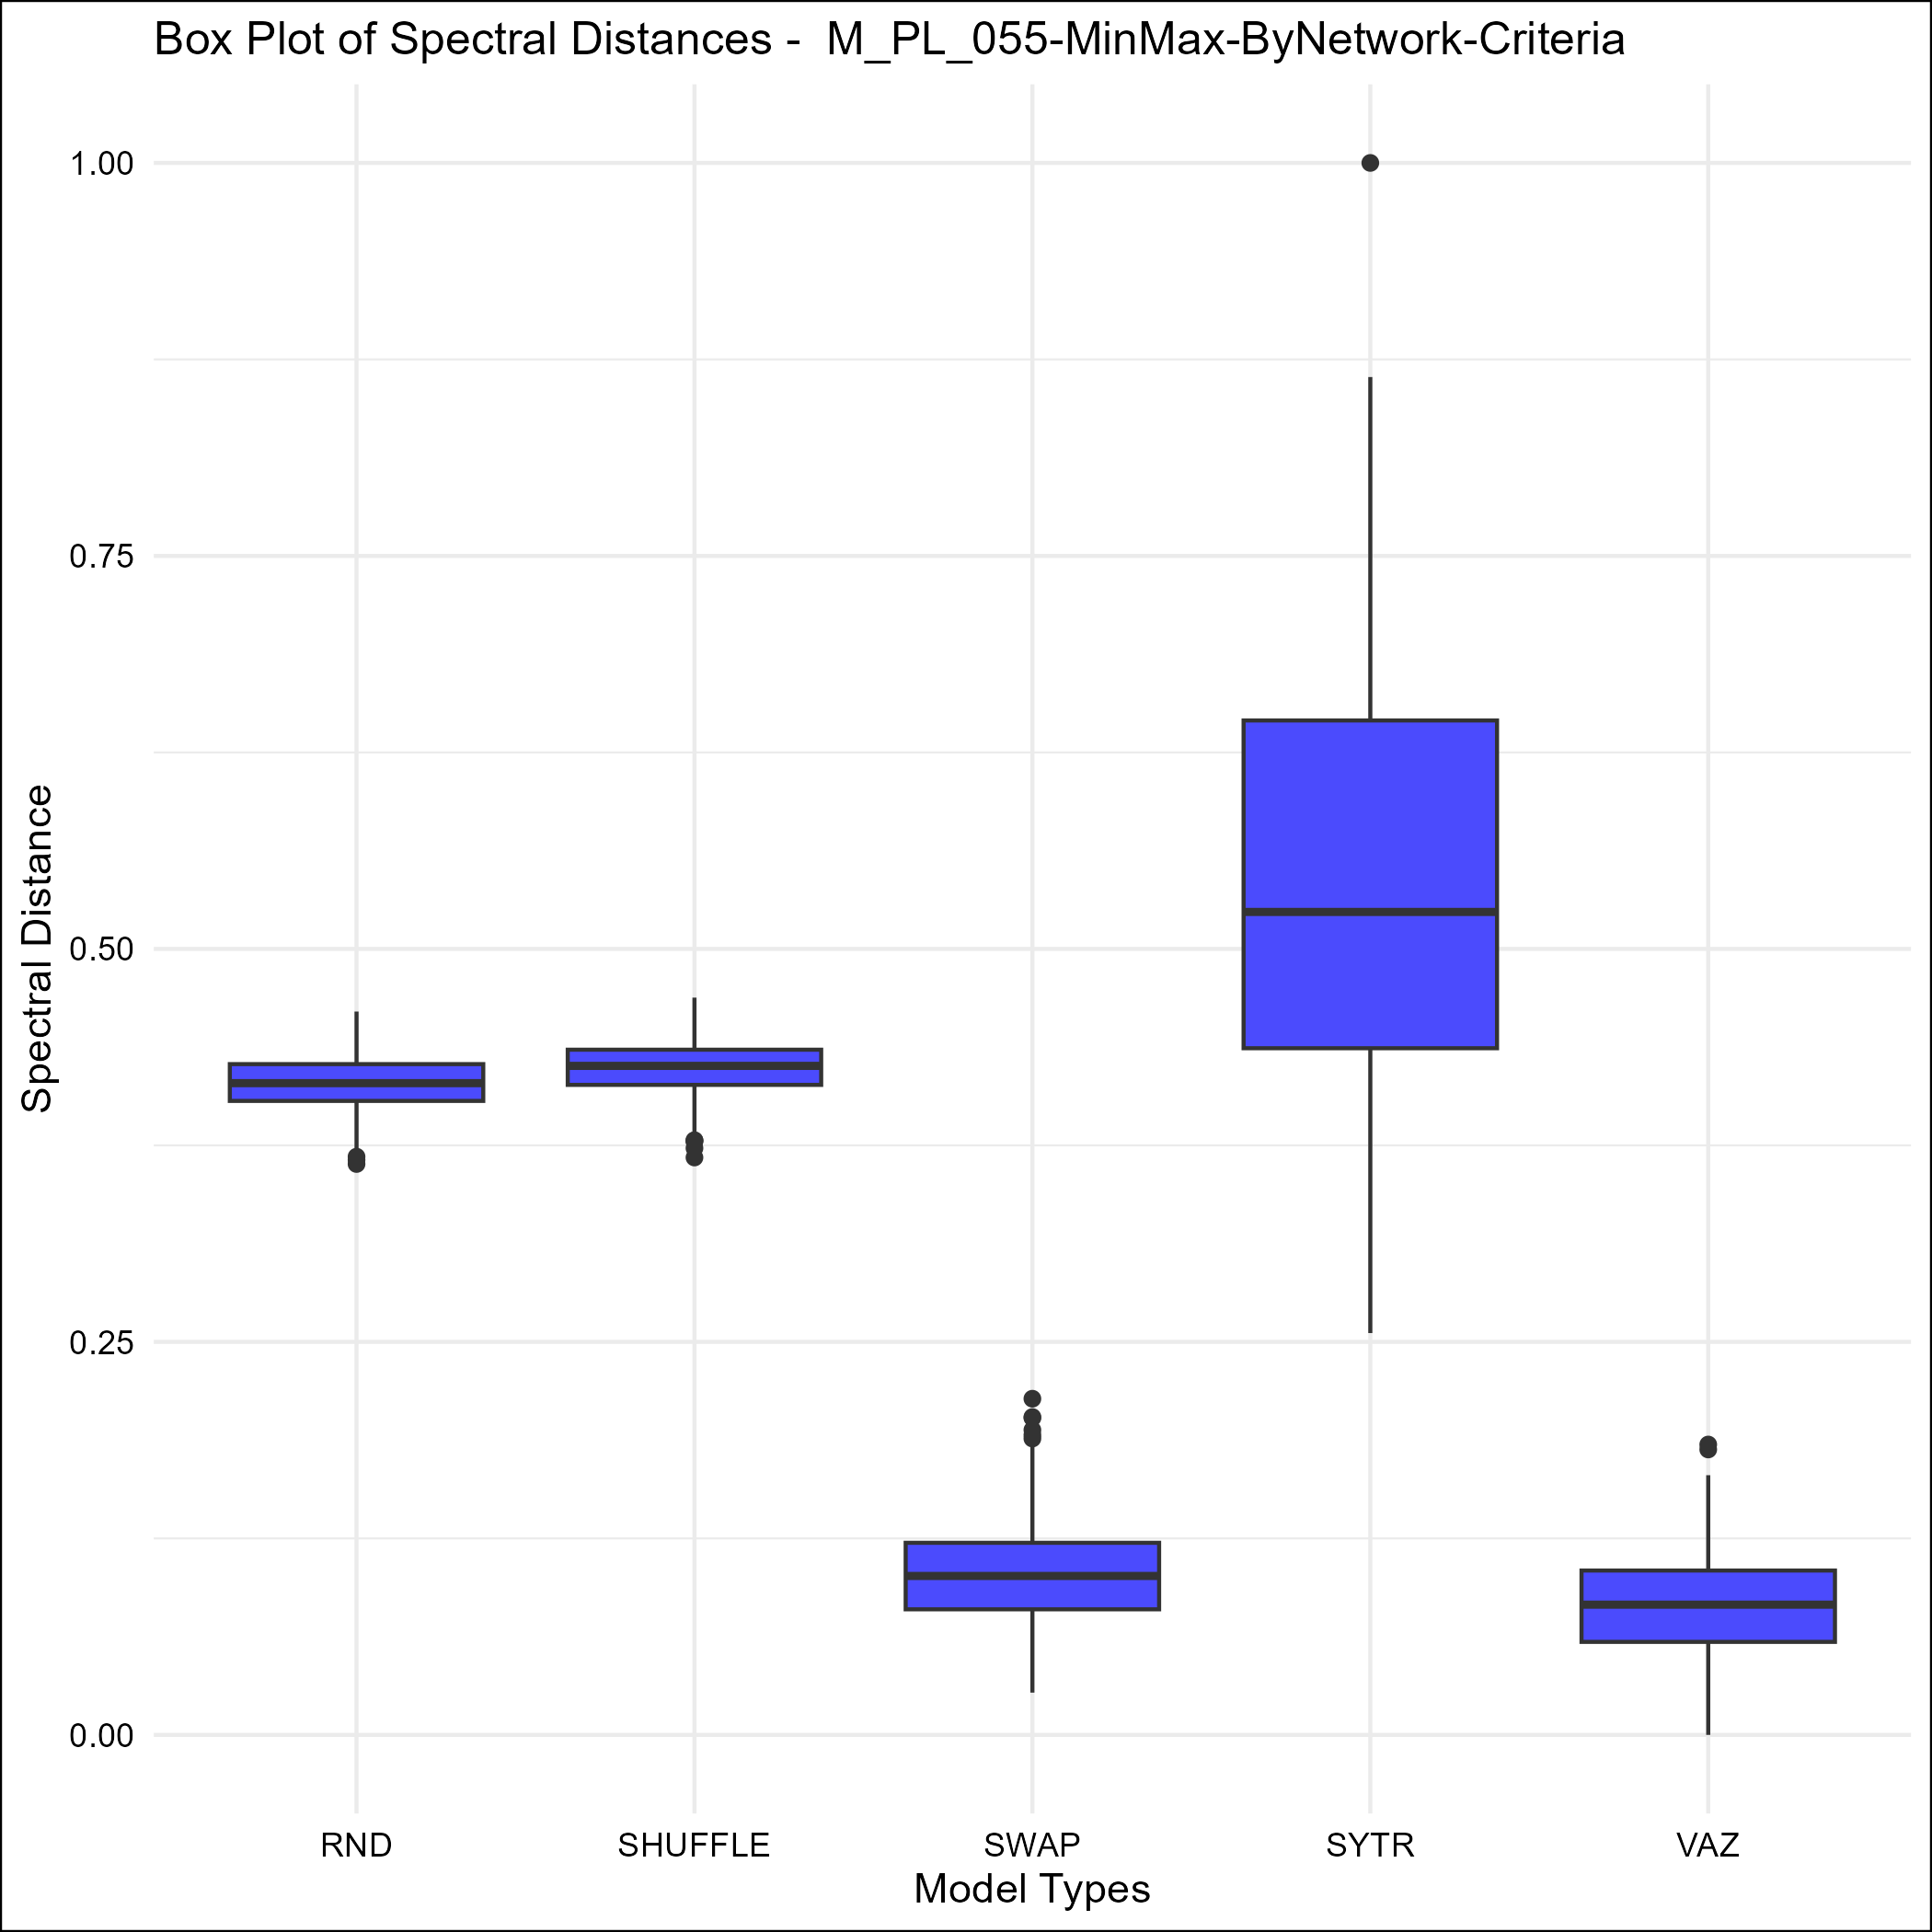 Box Plot of Spectral Distances -  M_PL_055-MinMax-ByNetwork-Criteria
Spectral Distance
1.00
0.75
0.50
0.25
0.00
RND SHUFFLE SWAP SYTR VAZ
Model Types